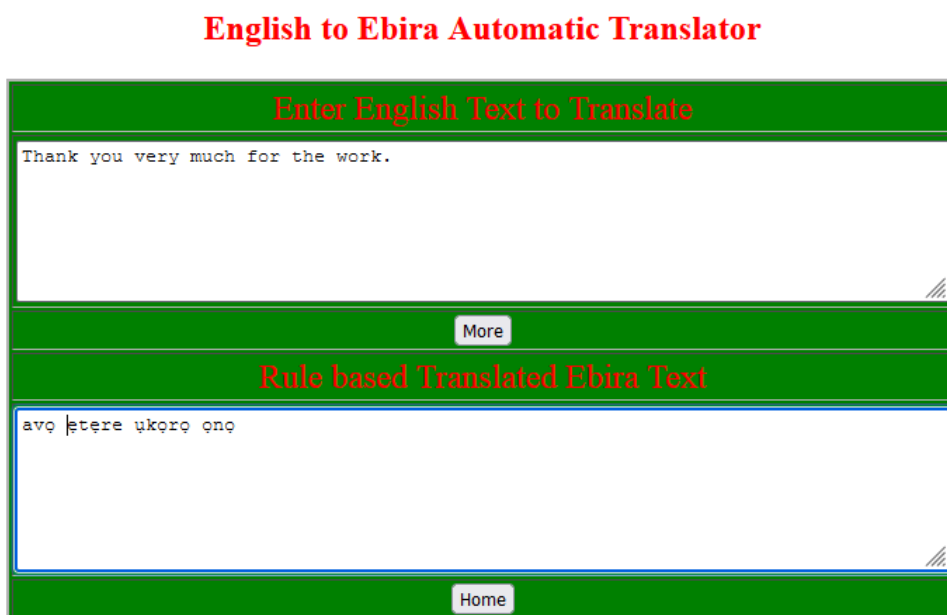 English to Ebira Automatic Translator
Enter English Text to Translate
Thank you very much for the work.
More
Rule based Translated Ebira Text
avọ ẹtẹre ụkọrọ ọnọ
Home